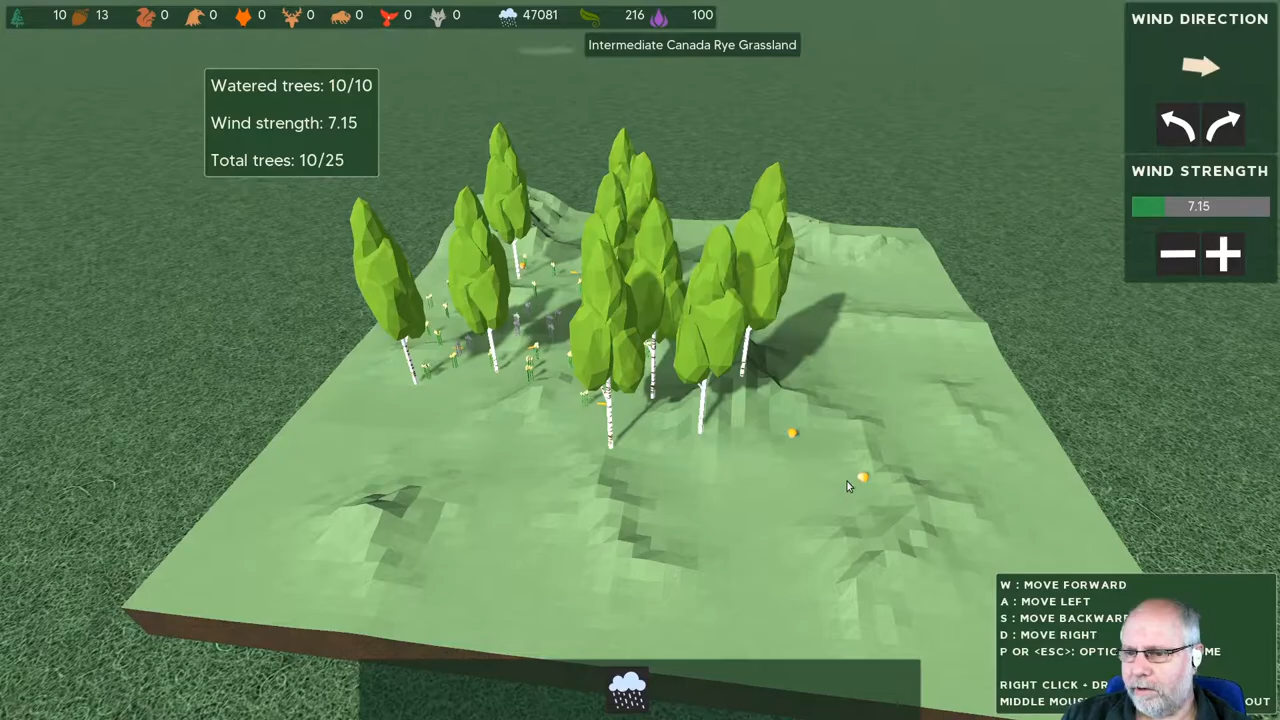 10 13 0 0 0 0 0 0 47081 216 100
Intermediate Canada Rye Grassland
Watered trees: 10/10
Wind strength: 7.15
Total trees: 10/25
WIND DIRECTION
WIND STRENGTH
7.15
W : MOVE FORWARD
A : MOVE LEFT
S : MOVE BACKWAR
D : MOVE RIGHT
P OR <ESC>: OPTIC ME
RIGHT CLICK + DR
MIDDLE MOUS OUT